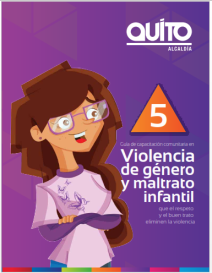 QUITO
ALCALDÍA
5
Guía de capacitación comunitaria en
Violencia
de género
y maltrato
infantil
que el respeto
y el buen trato
eliminen la violencia